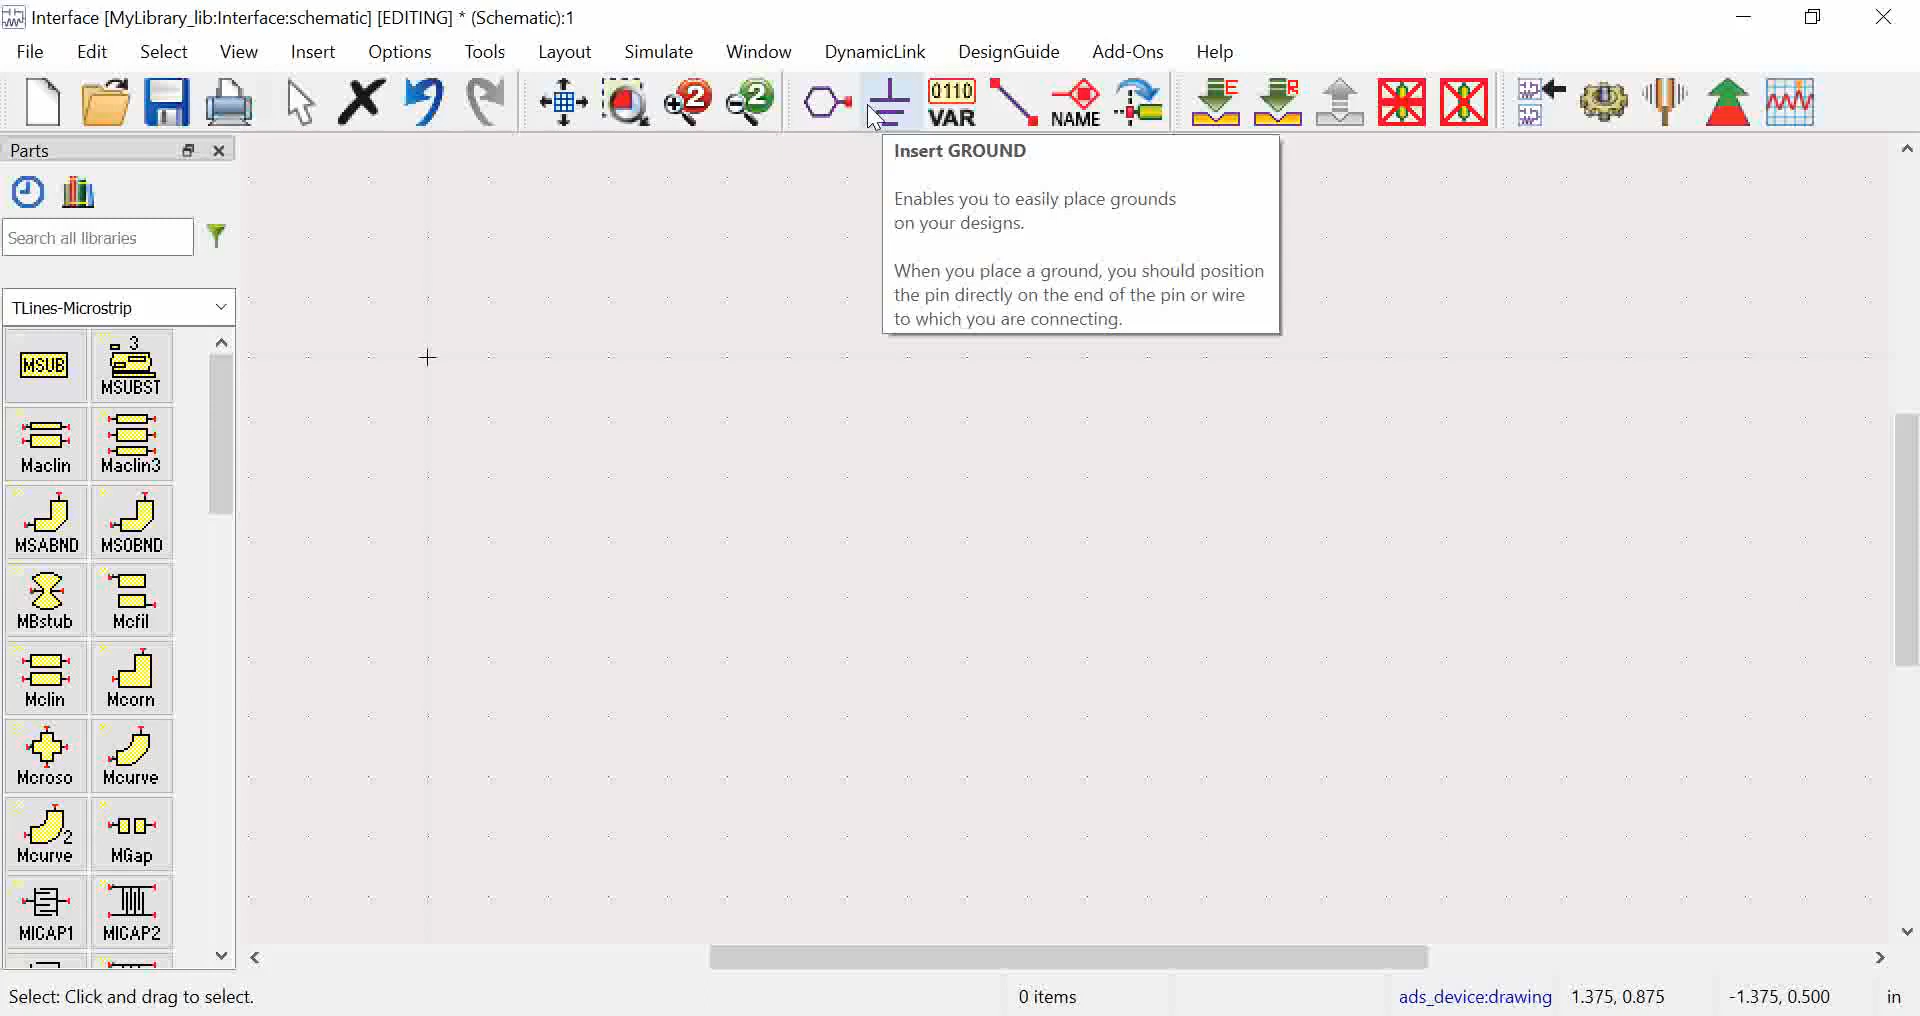 Interface [MyLibrary_lib:Interface:schematic] [EDITING] * (Schematic):1
File Edit Select View Insert Options Tools Layout Simulate Window DynamicLink DesignGuide Add-Ons Help
2 2 0110 VAR NAME E R
Parts
Insert GROUND
Enables you to easily place grounds
on your designs.
When you place a ground, you should position
the pin directly on the end of the pin or wire
to which you are connecting.
Search all libraries
TLines-Microstrip
MSUB 3 MSUBST
Maclin Maclin3
MSABND MSOBND
MBstub Mcfil
Mclin Mcorn
Mcroso Mcurve
2
Mcurve MGap
MICAP1 MICAP2
Select: Click and drag to select. 0 items ads_device:drawing 1.375, 0.875 -1.375, 0.500 in